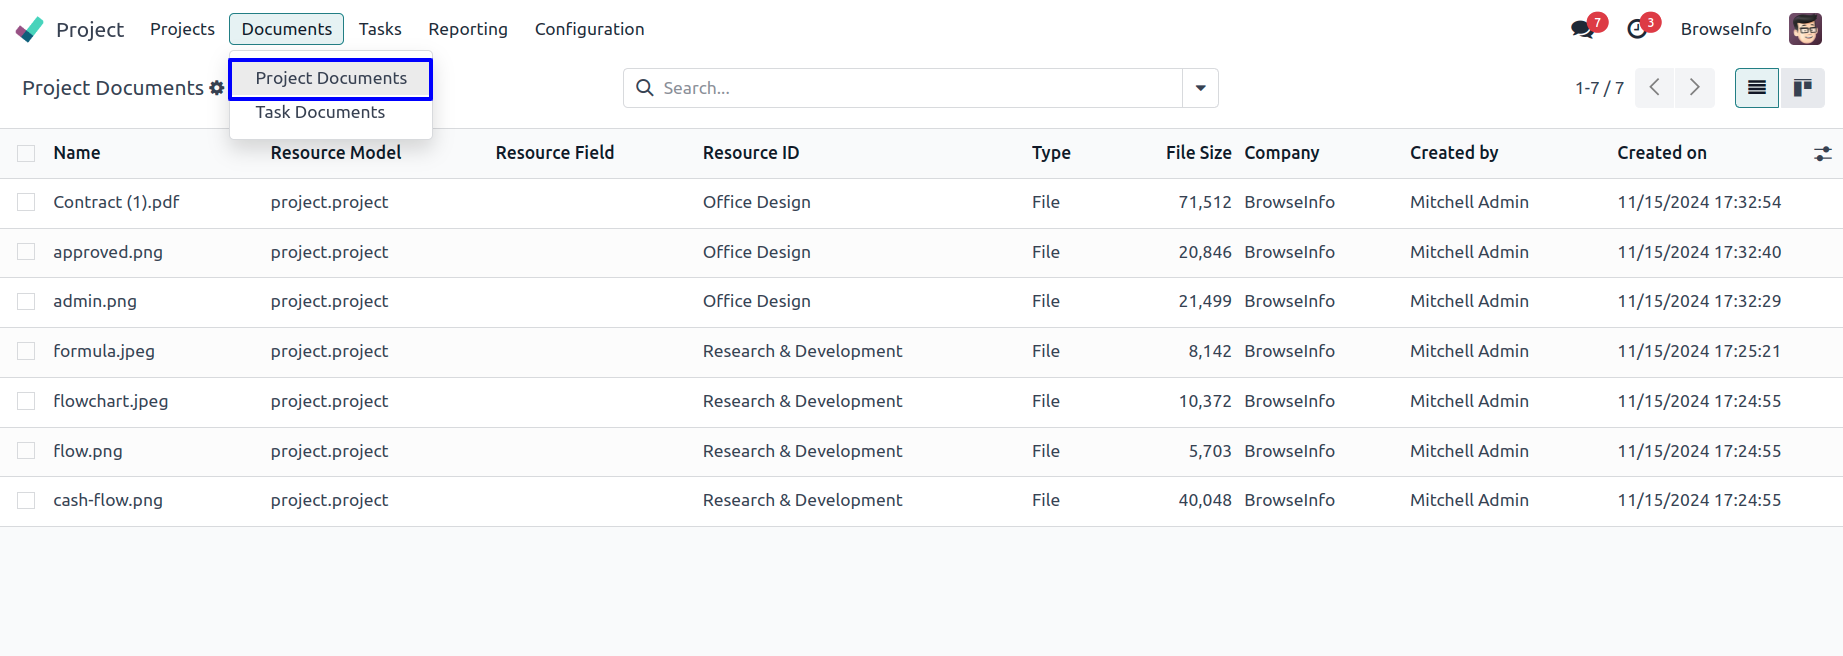 Project Projects Documents Tasks Reporting Configuration 7 3 BrowseInfo
Project Documents
Task Documents
Project Documents Search... 1-7 / 7
Name Resource Model Resource Field Resource ID Type File Size Company Created by Created on
Contract (1).pdf project.project Office Design File 71,512 BrowseInfo Mitchell Admin 11/15/2024 17:32:54
approved.png project.project Office Design File 20,846 BrowseInfo Mitchell Admin 11/15/2024 17:32:40
admin.png project.project Office Design File 21,499 BrowseInfo Mitchell Admin 11/15/2024 17:32:29
formula.jpeg project.project Research & Development File 8,142 BrowseInfo Mitchell Admin 11/15/2024 17:25:21
flowchart.jpeg project.project Research & Development File 10,372 BrowseInfo Mitchell Admin 11/15/2024 17:24:55
flow.png project.project Research & Development File 5,703 BrowseInfo Mitchell Admin 11/15/2024 17:24:55
cash-flow.png project.project Research & Development File 40,048 BrowseInfo Mitchell Admin 11/15/2024 17:24:55